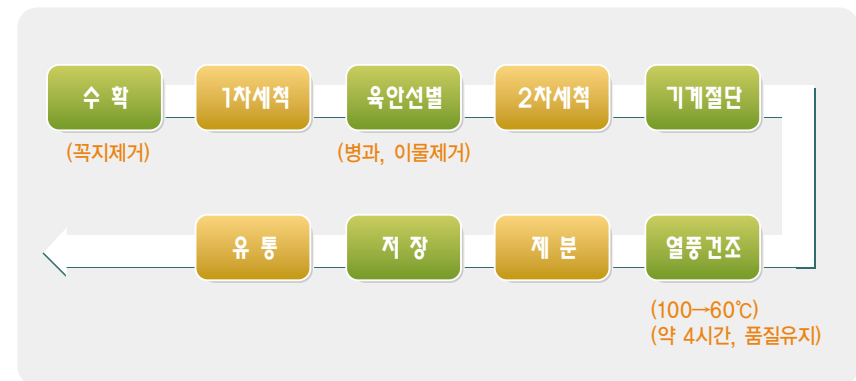 수 확
1차세척
육안선별
2차세척
기계절단
(꼭지제거)
(병과, 이물제거)
열풍건조
제 분
저 장
유 통
(100→60℃)
(약 4시간, 품질유지)